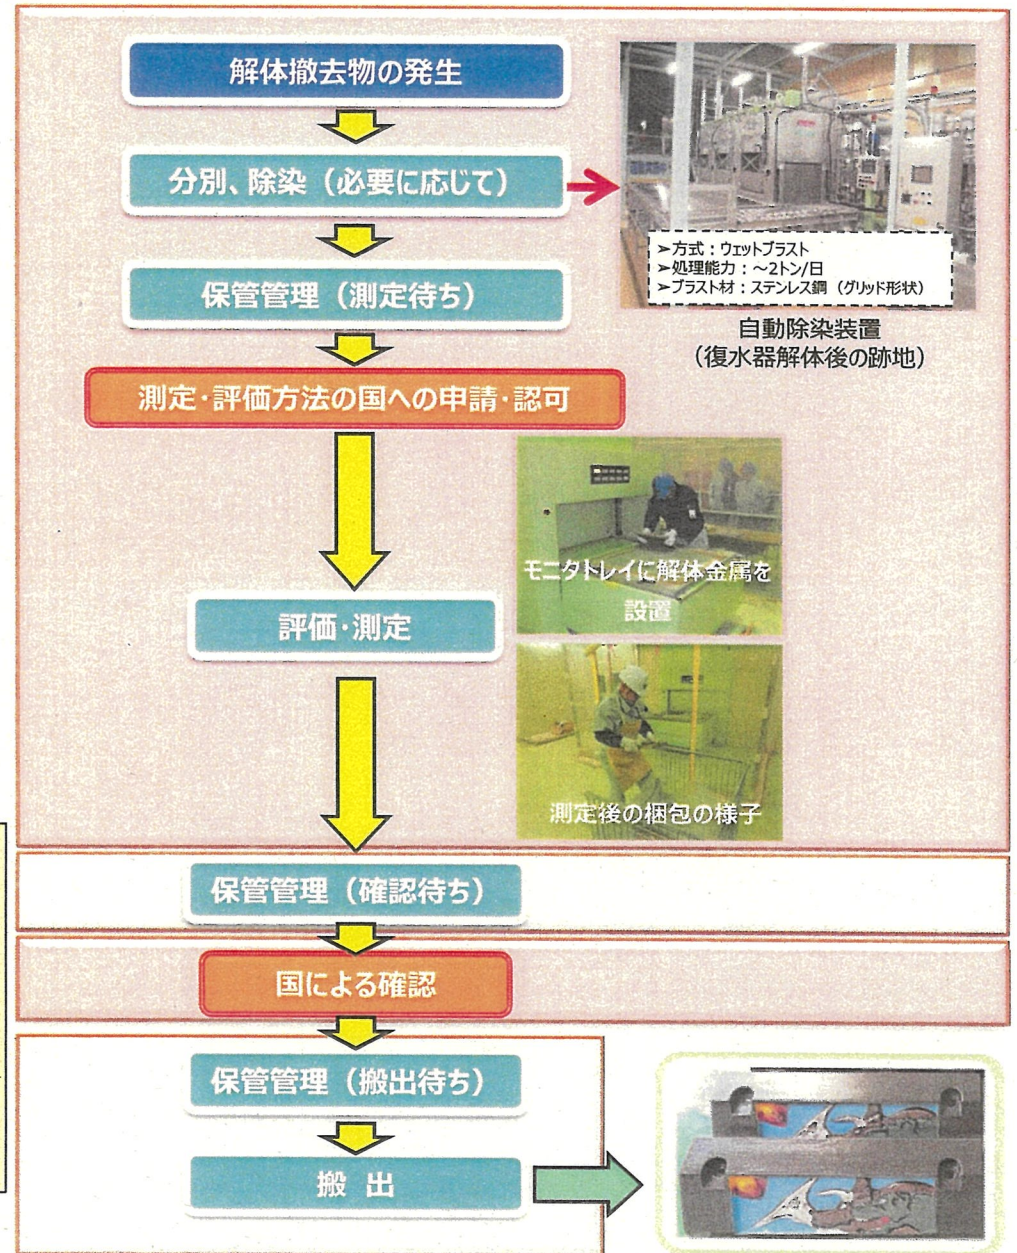 解体撤去物の発生
分別、除染（必要に応じて）
➢方式：ウェットブラスト
➢処理能力：～2トン/日
➢ブラスト材：ステンレス鋼（グリッド形状）
自動除染装置
（復水器解体後の跡地）
保管管理（測定待ち）
測定･評価方法の国への申請･認可
モニタトレイに解体金属を
設置
評価･測定
測定後の梱包の様子
保管管理（確認待ち）
国による確認
保管管理（搬出待ち）
搬 出